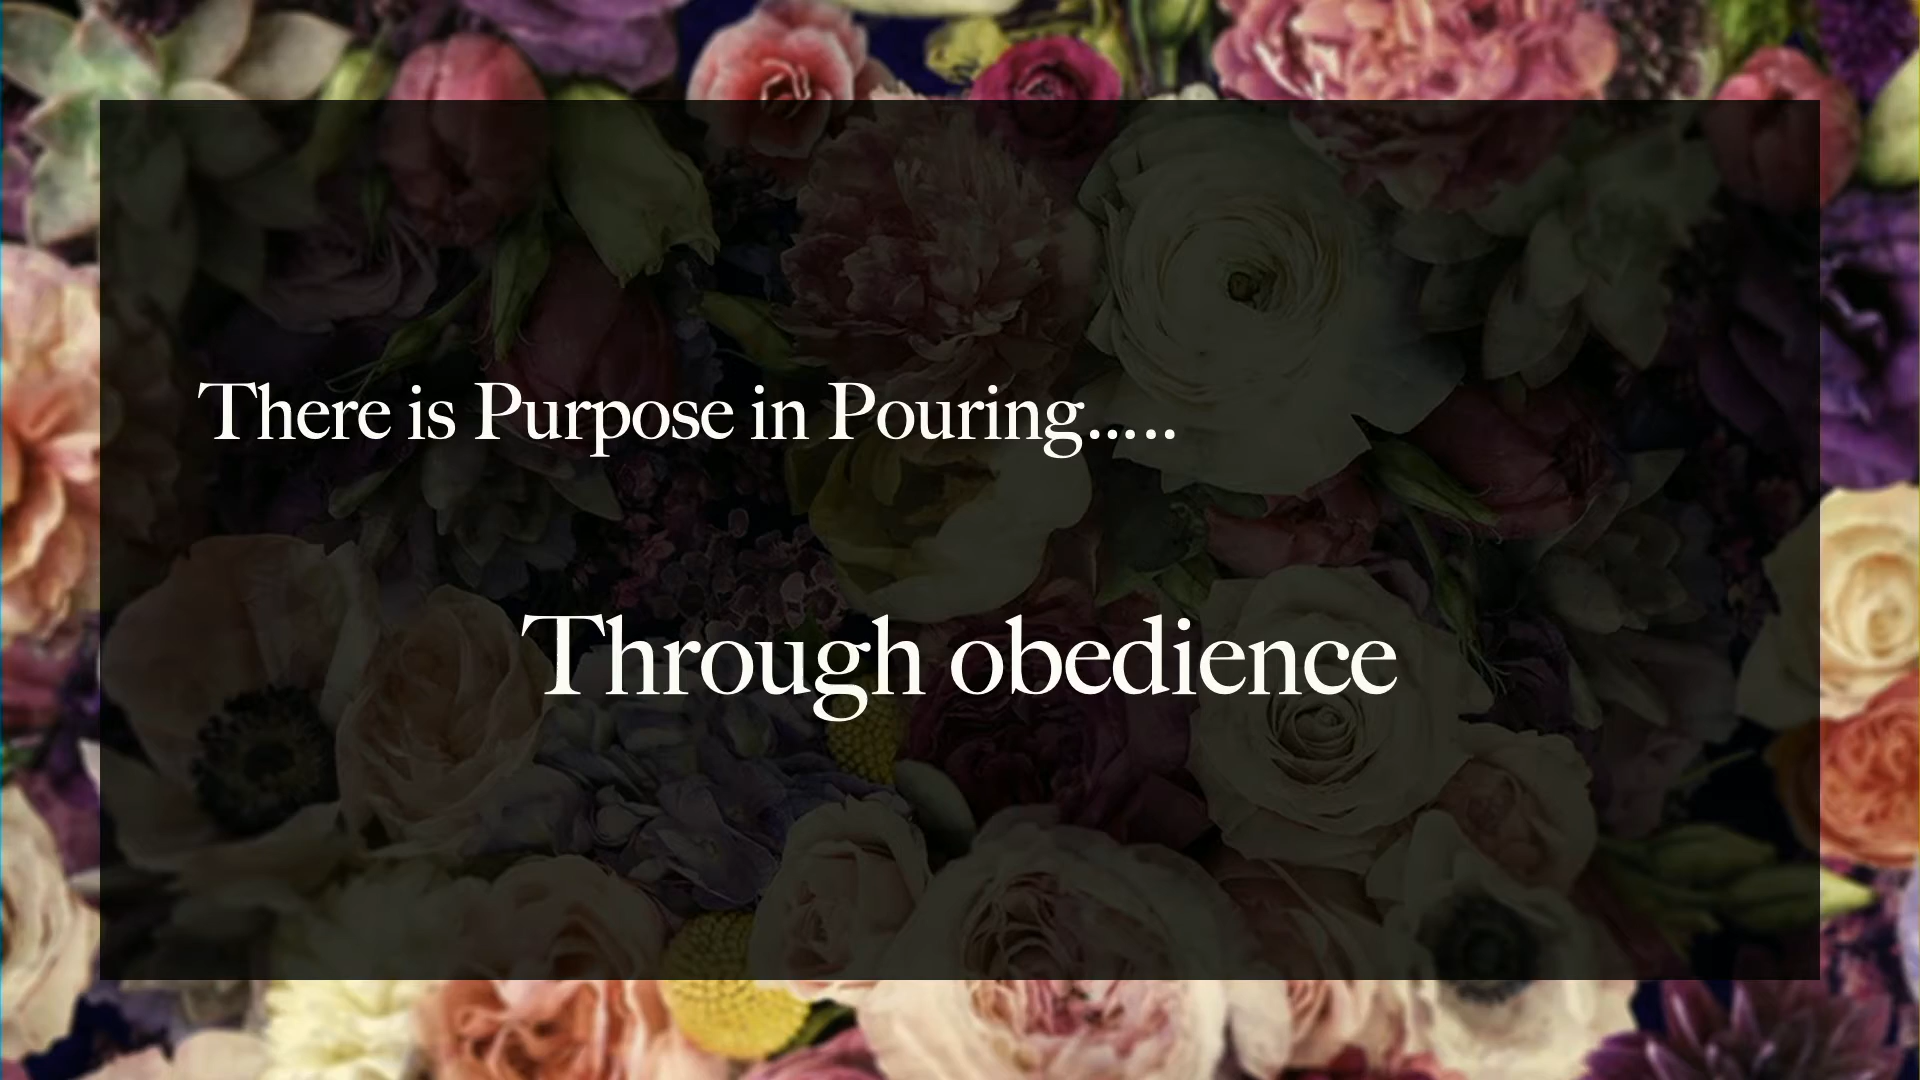 There is Purpose in Pouring.....
Through obedience